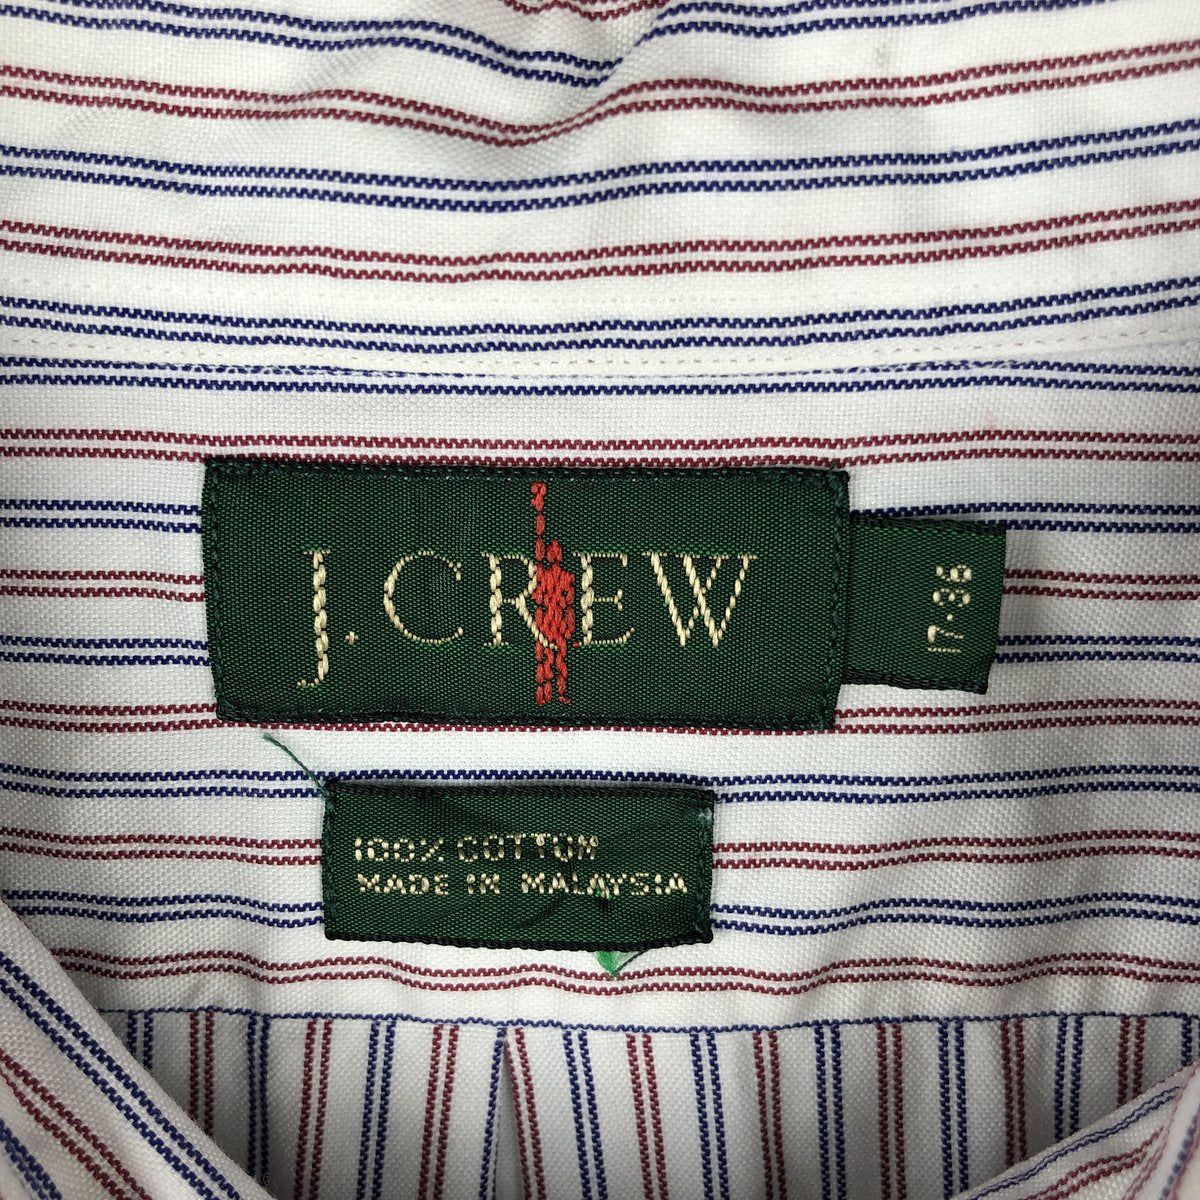 J. CREW
17·36
100% COTTON
MADE IN MALAYSIA